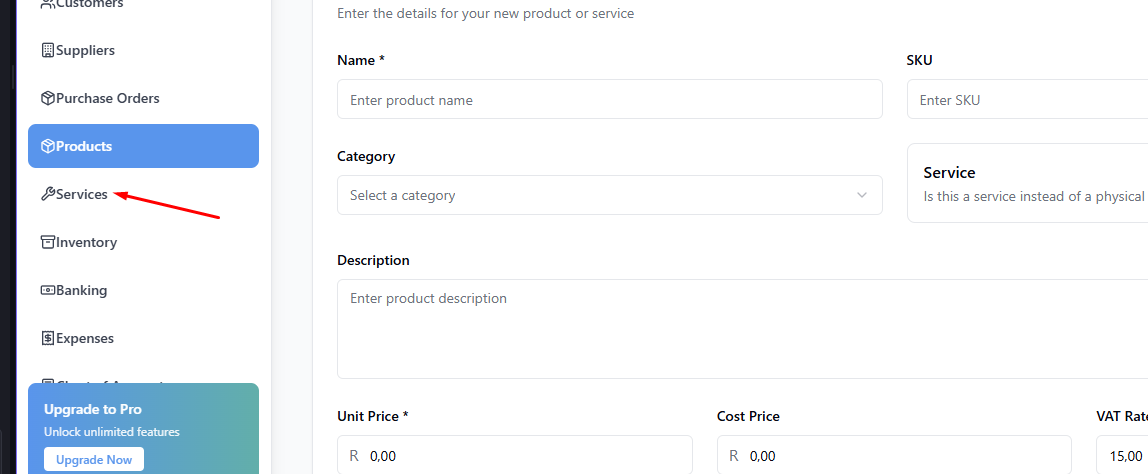 Customers
Suppliers
Purchase Orders
Products
Services
Inventory
Banking
Expenses
Upgrade to Pro
Unlock unlimited features
Upgrade Now
Enter the details for your new product or service
Name *
Enter product name
SKU
Enter SKU
Category
Select a category
Service
Is this a service instead of a physical
Description
Enter product description
Unit Price *
R 0,00
Cost Price
R 0,00
VAT Rate
15,00